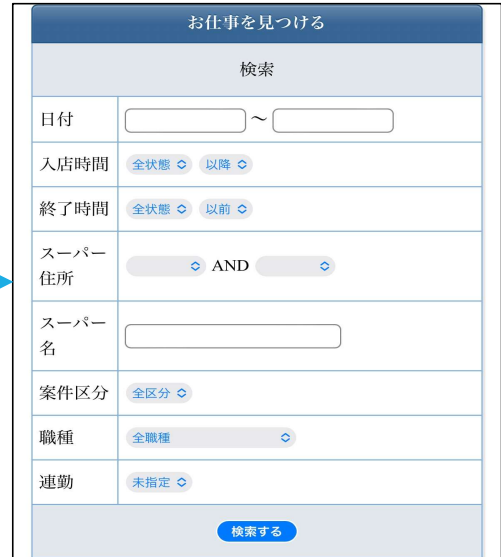 お仕事を見つける
検索
日付 ～
入店時間 全状態 以降
終了時間 全状態 以前
スーパー
住所 AND
スーパー
名
案件区分 全区分
職種 全職種
連勤 未指定
検索する